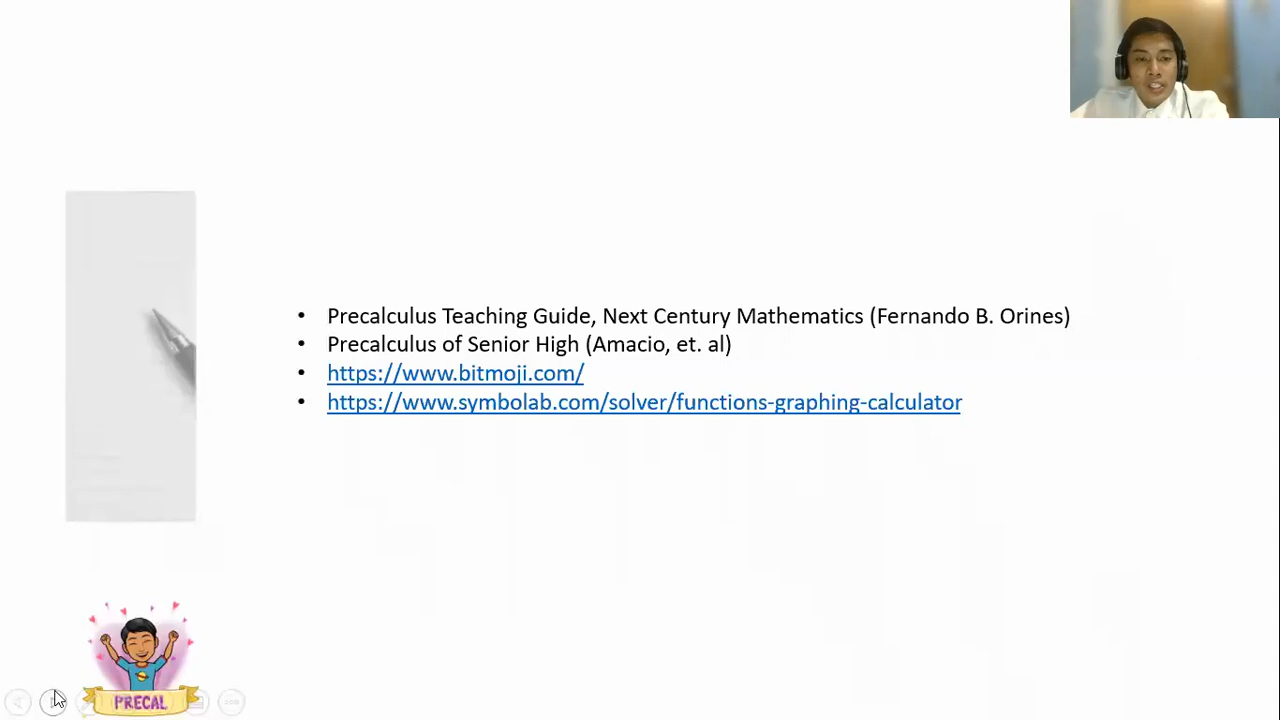 • Precalculus Teaching Guide, Next Century Mathematics (Fernando B. Orines)
• Precalculus of Senior High (Amacio, et. al)
• https://www.bitmoji.com/
• https://www.symbolab.com/solver/functions-graphing-calculator
PRECAL